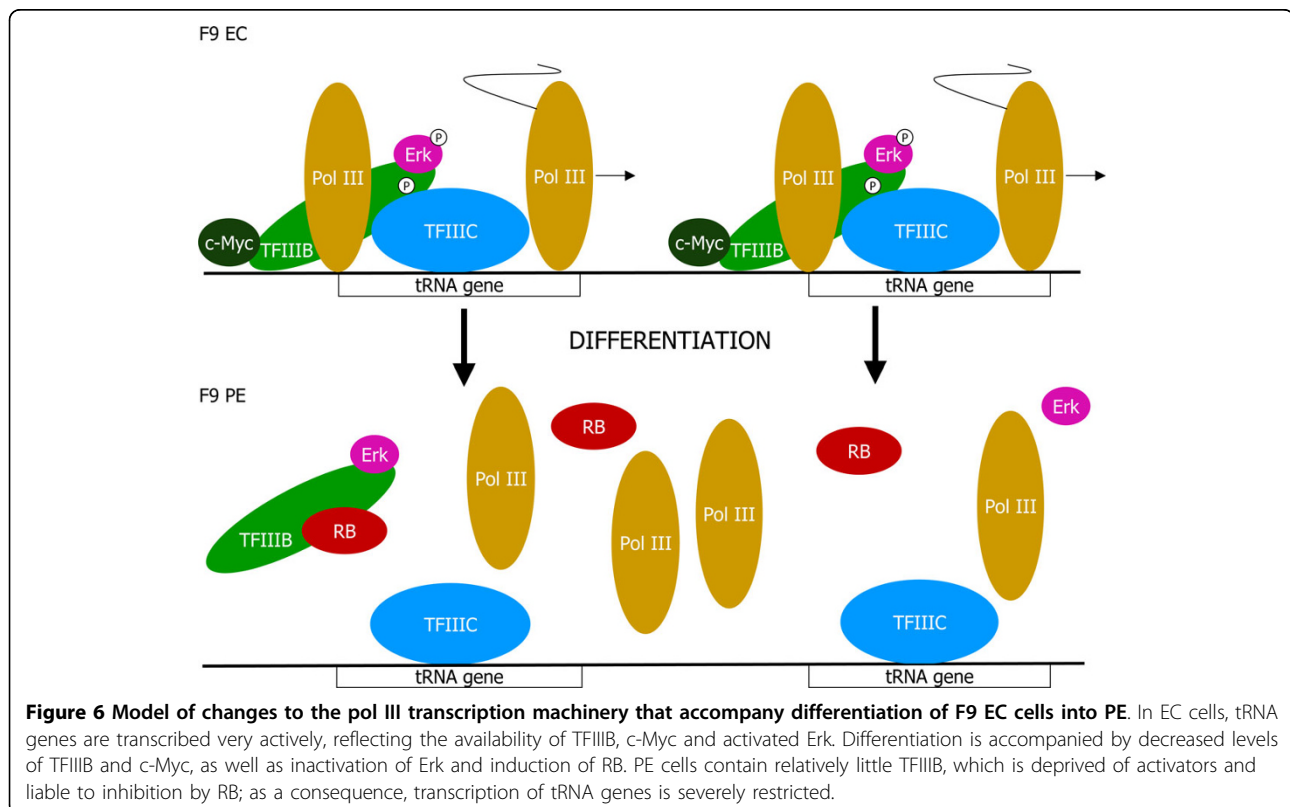 F9 EC
P P
Erk Erk
Pol III Pol III Pol III Pol III
P P
c-Myc TFIIIB TFIIIC c-Myc TFIIIB TFIIIC
tRNA gene tRNA gene
DIFFERENTIATION
F9 PE
Erk
RB
Erk RB
Pol III Pol III
Pol III
TFIIIB RB Pol III
TFIIIC TFIIIC
tRNA gene tRNA gene
Figure 6 Model of changes to the pol III transcription machinery that accompany differentiation of F9 EC cells into PE. In EC cells, tRNA
genes are transcribed very actively, reflecting the availability of TFIIIB, c-Myc and activated Erk. Differentiation is accompanied by decreased levels
of TFIIIB and c-Myc, as well as inactivation of Erk and induction of RB. PE cells contain relatively little TFIIIB, which is deprived of activators and
liable to inhibition by RB; as a consequence, transcription of tRNA genes is severely restricted.